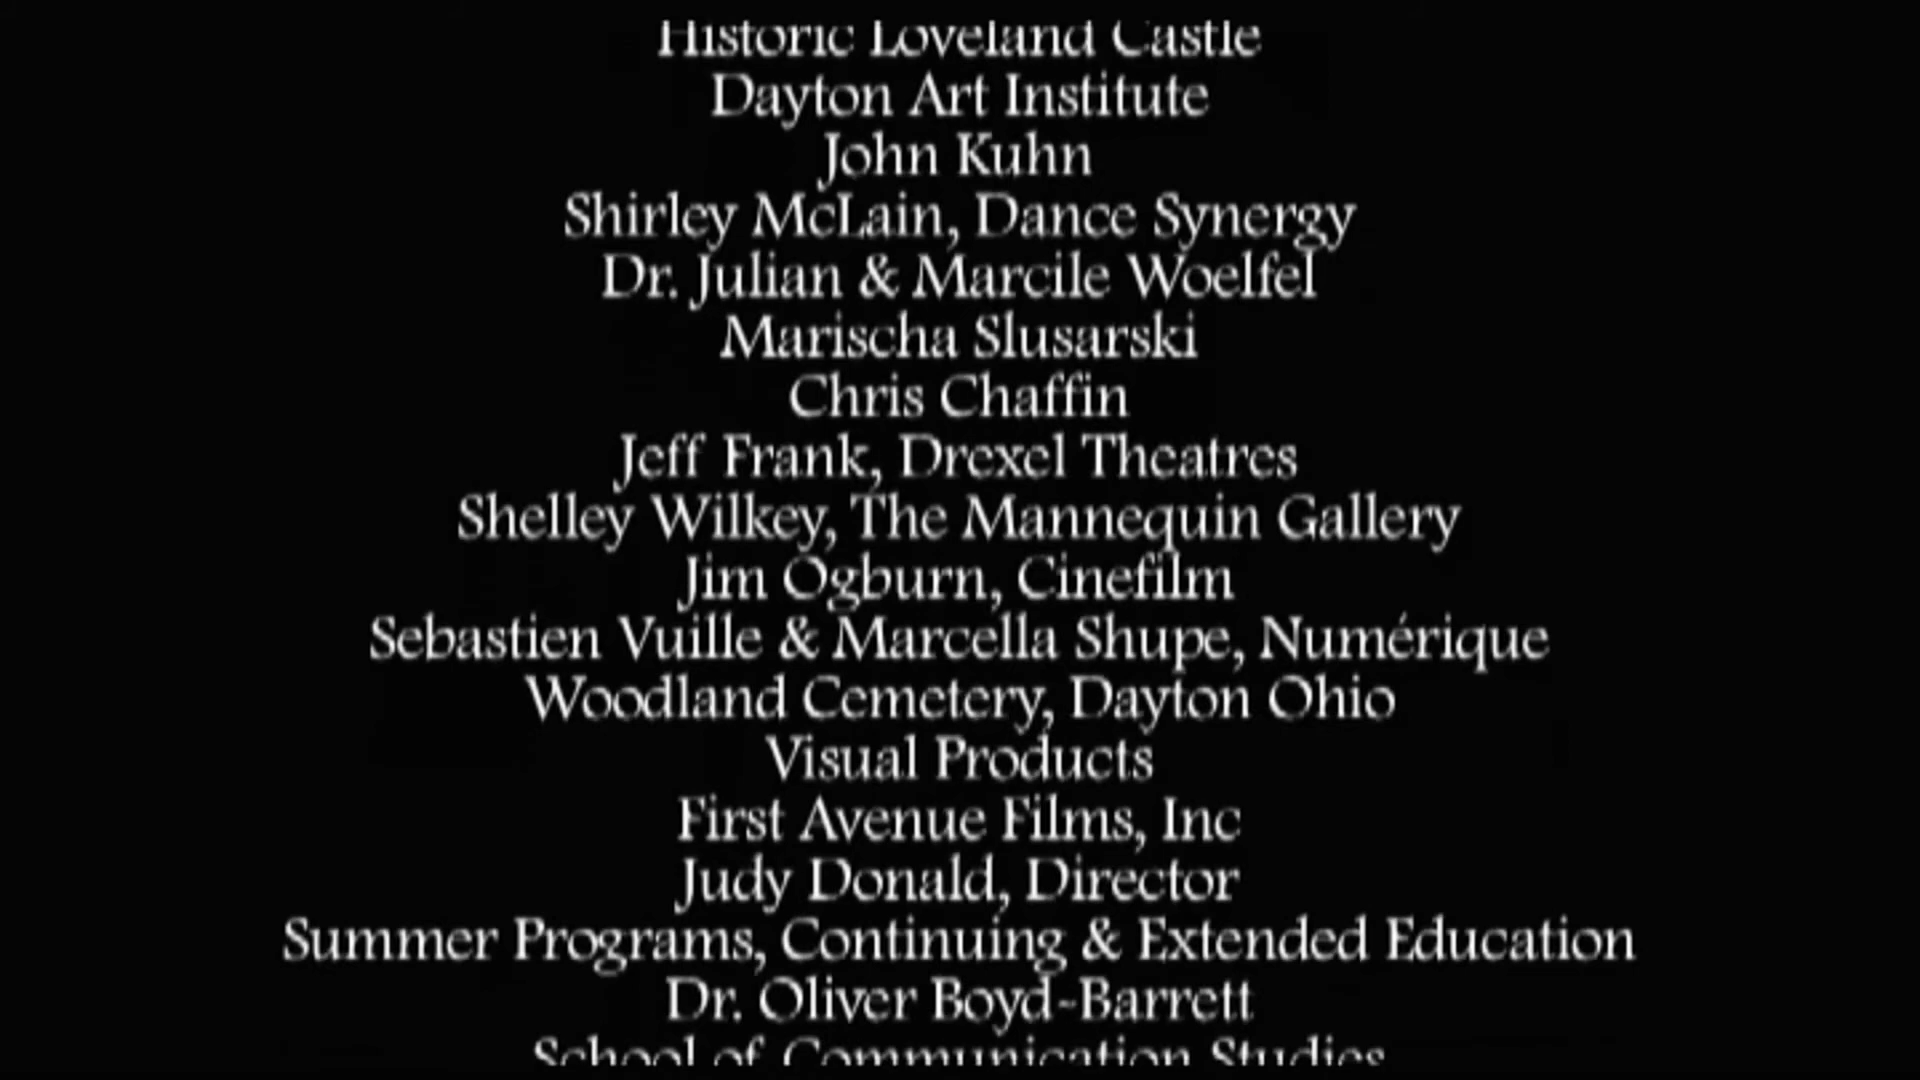 Historic Loveland Castle
Dayton Art Institute
John Kuhn
Shirley McLain, Dance Synergy
Dr. Julian & Marcile Woelfel
Marischa Slusarski
Chris Chaffin
Jeff Frank, Drexel Theatres
Shelley Wilkey, The Mannequin Gallery
Jim Ogburn, Cinefilm
Sebastien Vuille & Marcella Shupe, Numérique
Woodland Cemetery, Dayton Ohio
Visual Products
First Avenue Films, Inc
Judy Donald, Director
Summer Programs, Continuing & Extended Education
Dr. Oliver Boyd-Barrett
School of Communication Studies